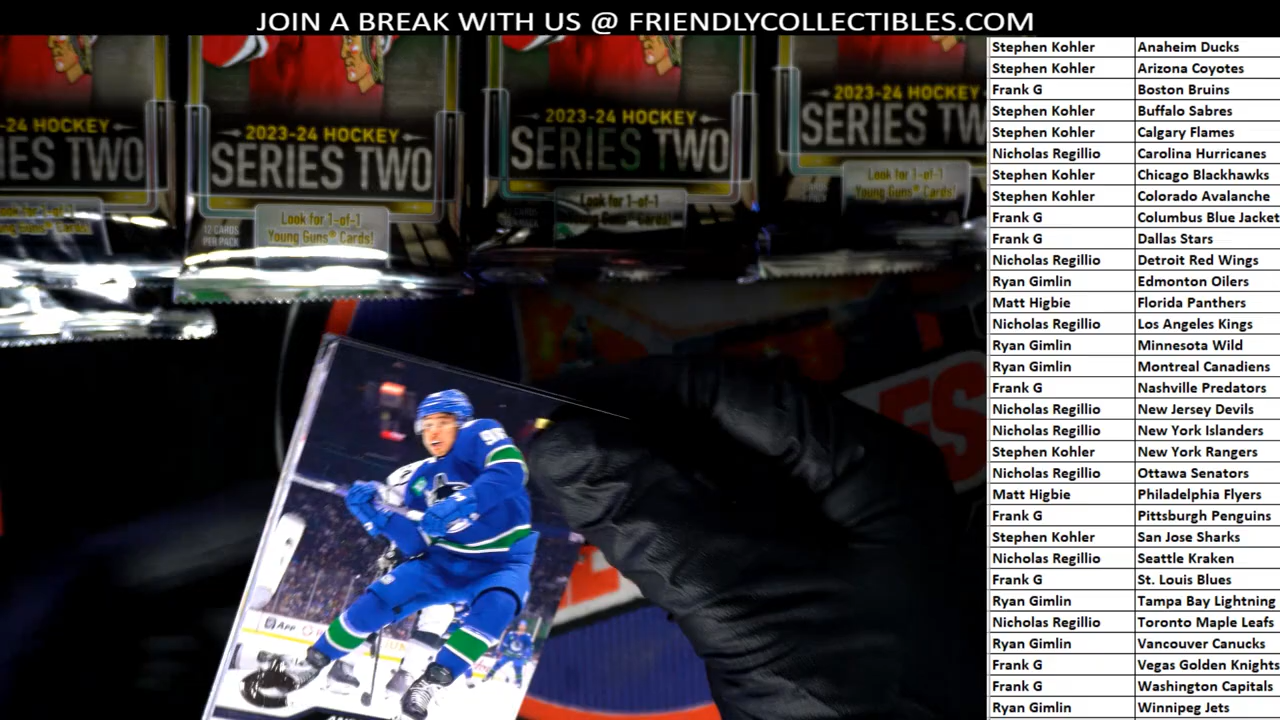 JOIN A BREAK WITH US @ FRIENDLYCOLLECTIBLES.COM
-24 HOCKEY
IES TWO
2023-24 HOCKEY
SERIES TWO
Look for 1-of-1
Young Guns® Cards!
12 CARDS
PER PACK
2023-24 HOCKEY
SERIES TWO
Look for 1-of-1
Young Guns® Cards!
2023-24 HOCKEY
SERIES TW
Look for 1-of-1
Young Guns® Cards!
Stephen Kohler Anaheim Ducks
Stephen Kohler Arizona Coyotes
Frank G Boston Bruins
Stephen Kohler Buffalo Sabres
Stephen Kohler Calgary Flames
Nicholas Regillio Carolina Hurricanes
Stephen Kohler Chicago Blackhawks
Stephen Kohler Colorado Avalanche
Frank G Columbus Blue Jacket
Frank G Dallas Stars
Nicholas Regillio Detroit Red Wings
Ryan Gimlin Edmonton Oilers
Matt Higbie Florida Panthers
Nicholas Regillio Los Angeles Kings
Ryan Gimlin Minnesota Wild
Ryan Gimlin Montreal Canadiens
Frank G Nashville Predators
Nicholas Regillio New Jersey Devils
Nicholas Regillio New York Islanders
Stephen Kohler New York Rangers
Nicholas Regillio Ottawa Senators
Matt Higbie Philadelphia Flyers
Frank G Pittsburgh Penguins
Stephen Kohler San Jose Sharks
Nicholas Regillio Seattle Kraken
Frank G St. Louis Blues
Ryan Gimlin Tampa Bay Lightning
Nicholas Regillio Toronto Maple Leafs
Ryan Gimlin Vancouver Canucks
Frank G Vegas Golden Knights
Frank G Washington Capitals
Ryan Gimlin Winnipeg Jets